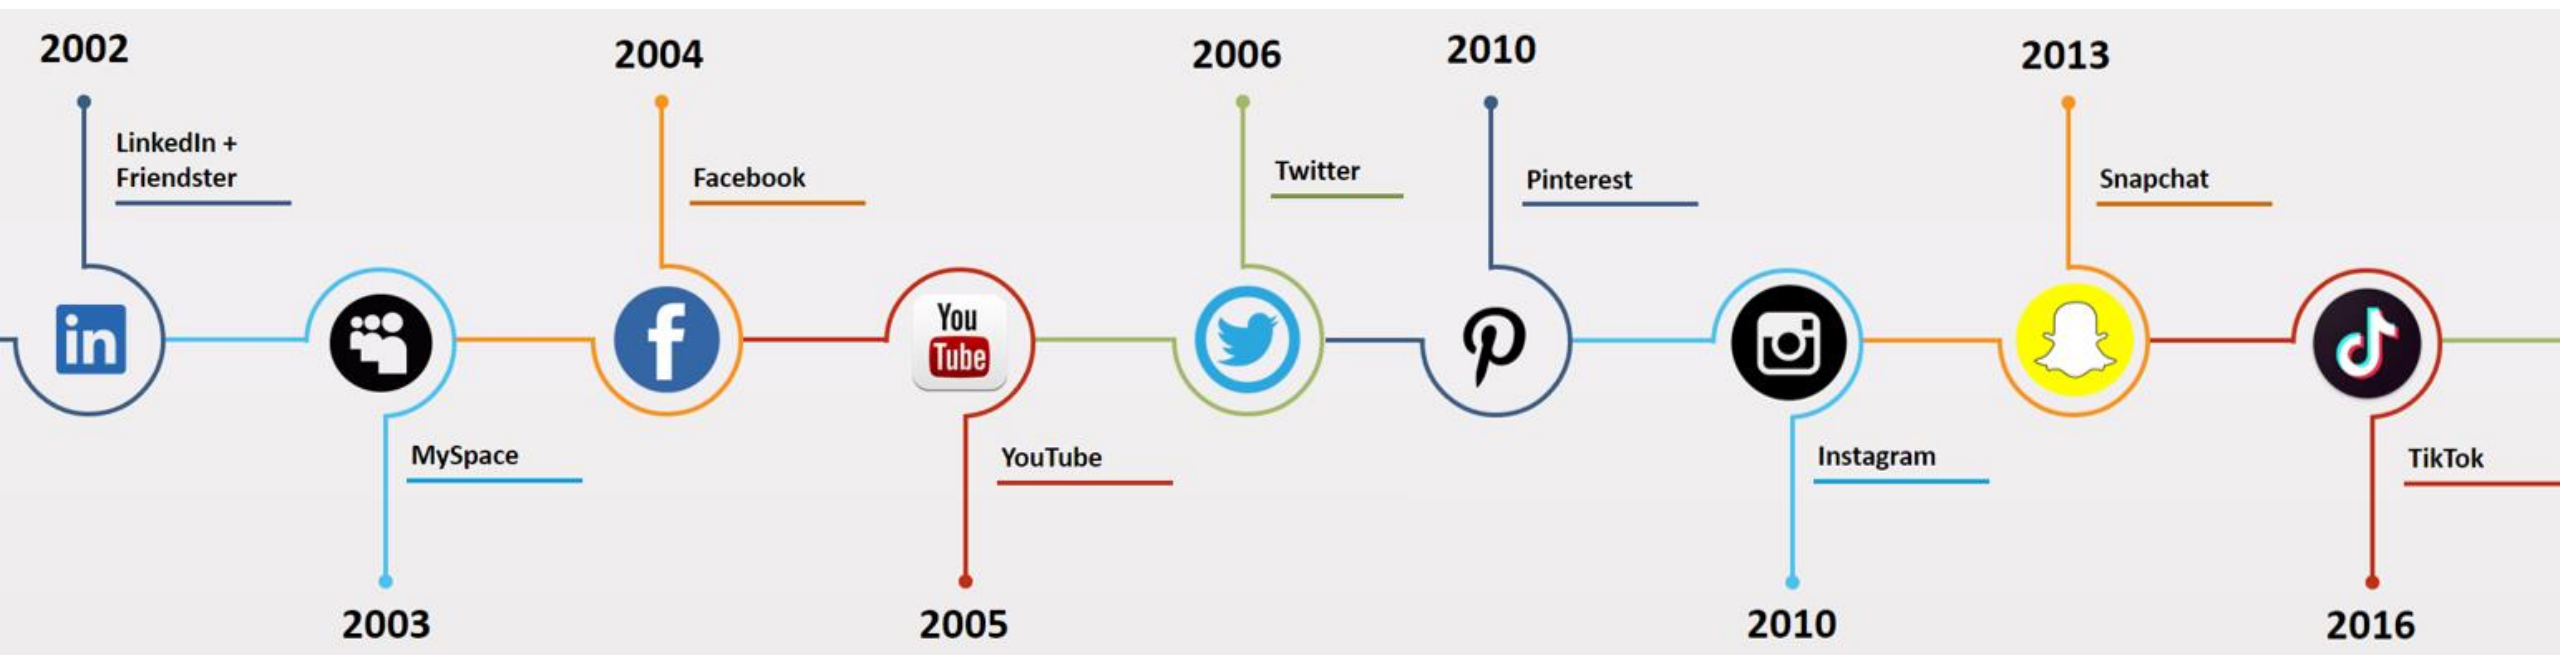 2002
LinkedIn +
Friendster
in
MySpace
2003
2004
Facebook
f
You
Tube
YouTube
2005
2006
Twitter
2010
Pinterest
Instagram
2010
2013
Snapchat
TikTok
2016